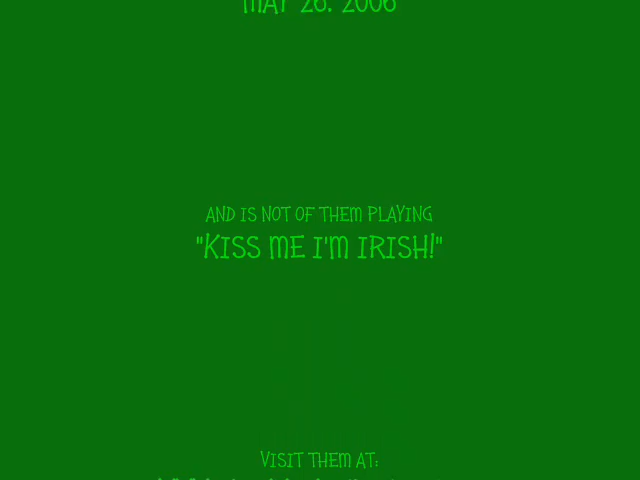 MAY 26. 2006
AND IS NOT OF THEM PLAYING
"KISS ME I'M IRISH!"
VISIT THEM AT: